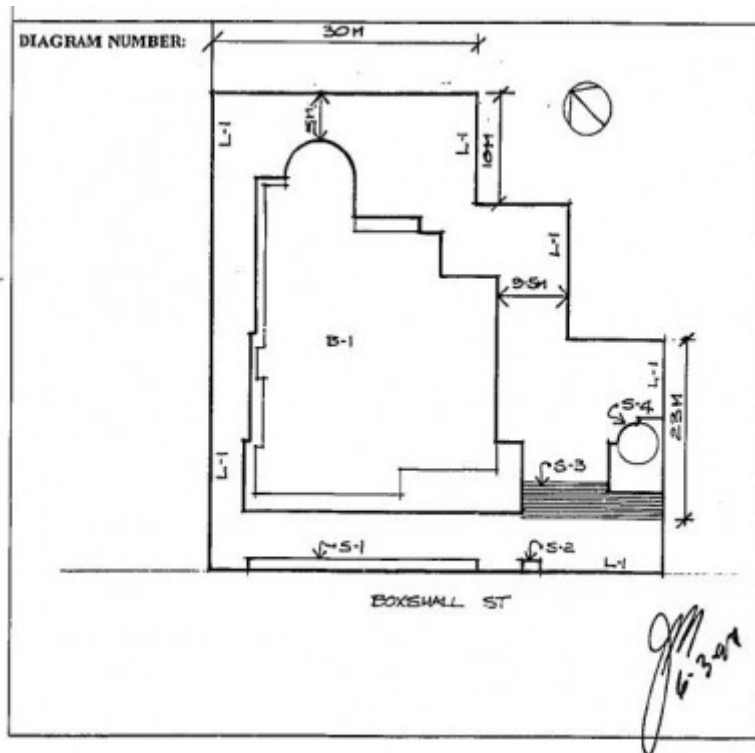 DIAGRAM NUMBER:
30M
5M
L-1
L-1
10M
L-1
9.5M
B-1
L-1
S-4
23M
L-1
S-3
S-1
S-2
L-1
BOXSHALL ST
6.3.97